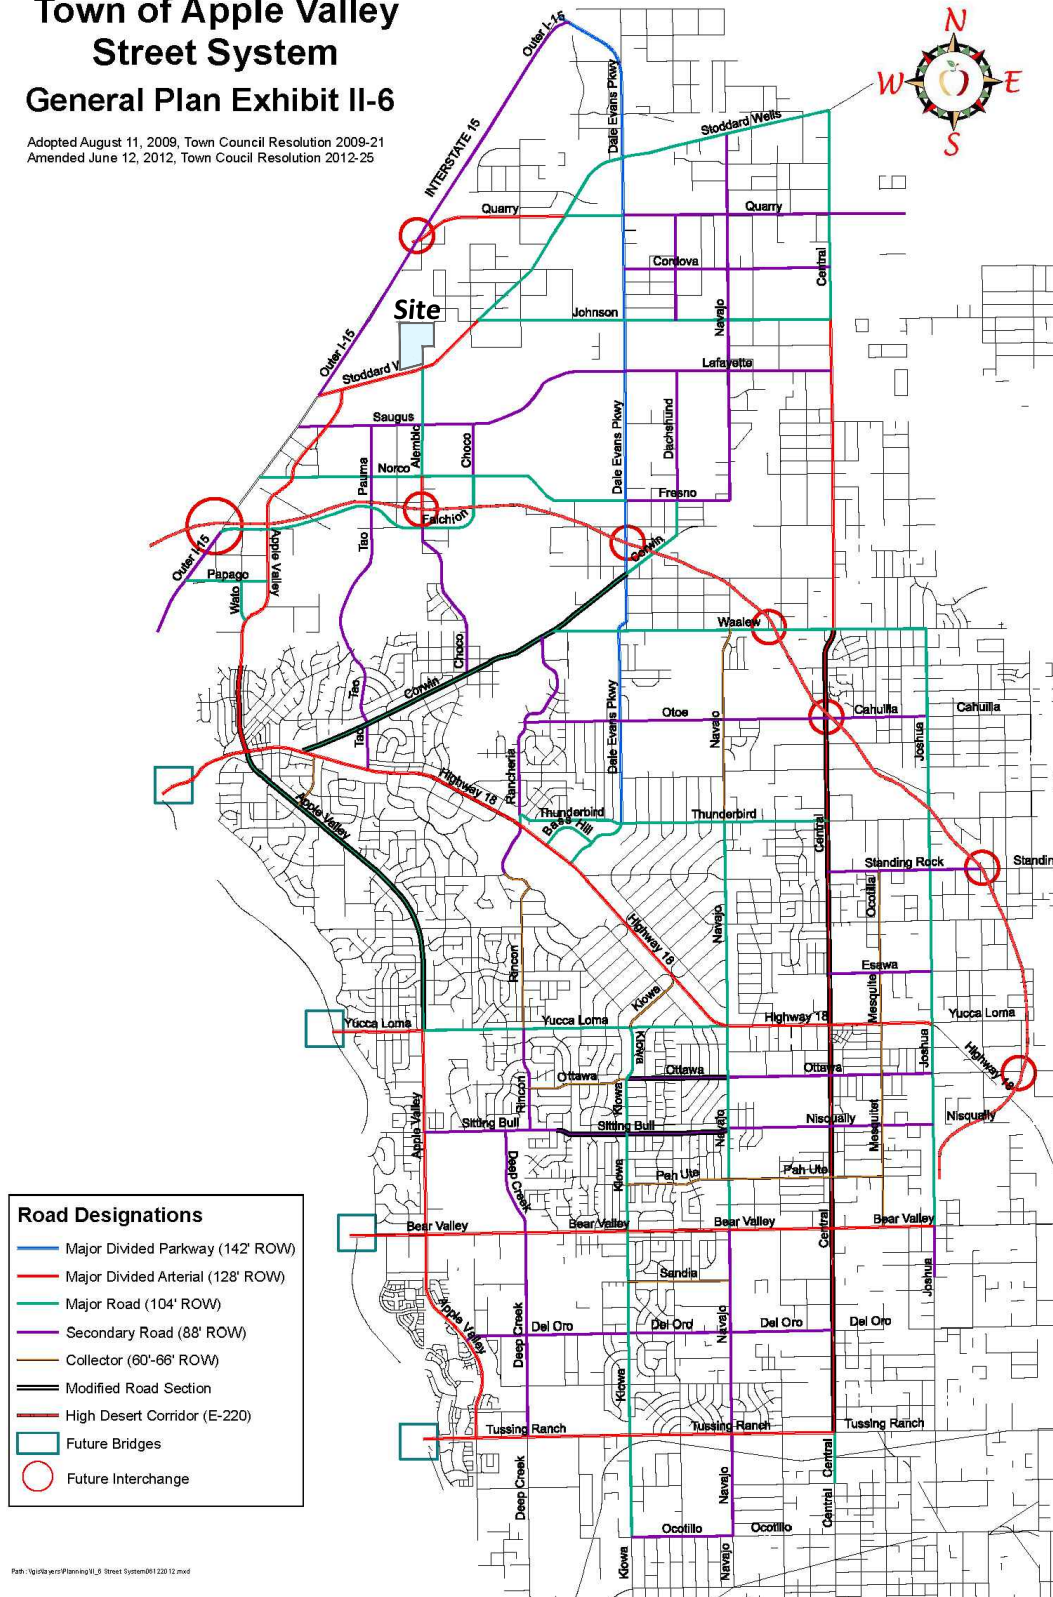 Town of Apple Valley
Street System
General Plan Exhibit II-6
Adopted August 11, 2009, Town Council Resolution 2009-21
Amended June 12, 2012, Town Coucil Resolution 2012-25
N
W
E
S
Outer I-15
Dale Evans Pkwy
Stoddard Wells
INTERSTATE 15
Quarry
Quarry
Cordova
Central
Site
Johnson
Navajo
Outer I-15
Stoddard W
Lafayette
Saugus
Alembic
Choco
Dale Evans Pkwy
Dachshund
Pauma
Norco
Fresno
Falchion
Outer I-15
Apple Valley
Tao
Corwin
Papago
Wato
Waalew
Choco
Corwin
Tao
Tao
Otoe
Navajo
Cahuilla
Cahuilla
Dale Evans Pkwy
Joshua
Rancheria
Highway 18
Apple Valley
Thunderbird
Bass Hill
Thunderbird
Central
Standing Rock
Standin
Ocotilla
Navajo
Highway 18
Rincon
Esawa
Mesquite
Kiowa
Yucca Loma
Yucca Loma
Highway 18
Yucca Loma
Kiowa
Joshua
Highway 18
Ottawa
Ottawa
Ottawa
Rincon
Kiowa
Apple Valley
Sitting Bull
Sitting Bull
Navajo
Nisqually
Nisqually
Mesquitet
Deep Creek
Kiowa
Pah Ute
Pah Ute
Bear Valley
Bear Valley
Bear Valley
Central
Bear Valley
Sandia
Joshua
Apple Valley
Deep Creek
Del Oro
Del Oro
Navajo
Del Oro
Del Oro
Kiowa
Tussing Ranch
Tussing Ranch
Tussing Ranch
Deep Creek
Navajo
Central
Central
Ocotillo
Ocotillo
Kiowa
Navajo
Road Designations
Major Divided Parkway (142' ROW)
Major Divided Arterial (128' ROW)
Major Road (104' ROW)
Secondary Road (88' ROW)
Collector (60'-66' ROW)
Modified Road Section
High Desert Corridor (E-220)
Future Bridges
Future Interchange